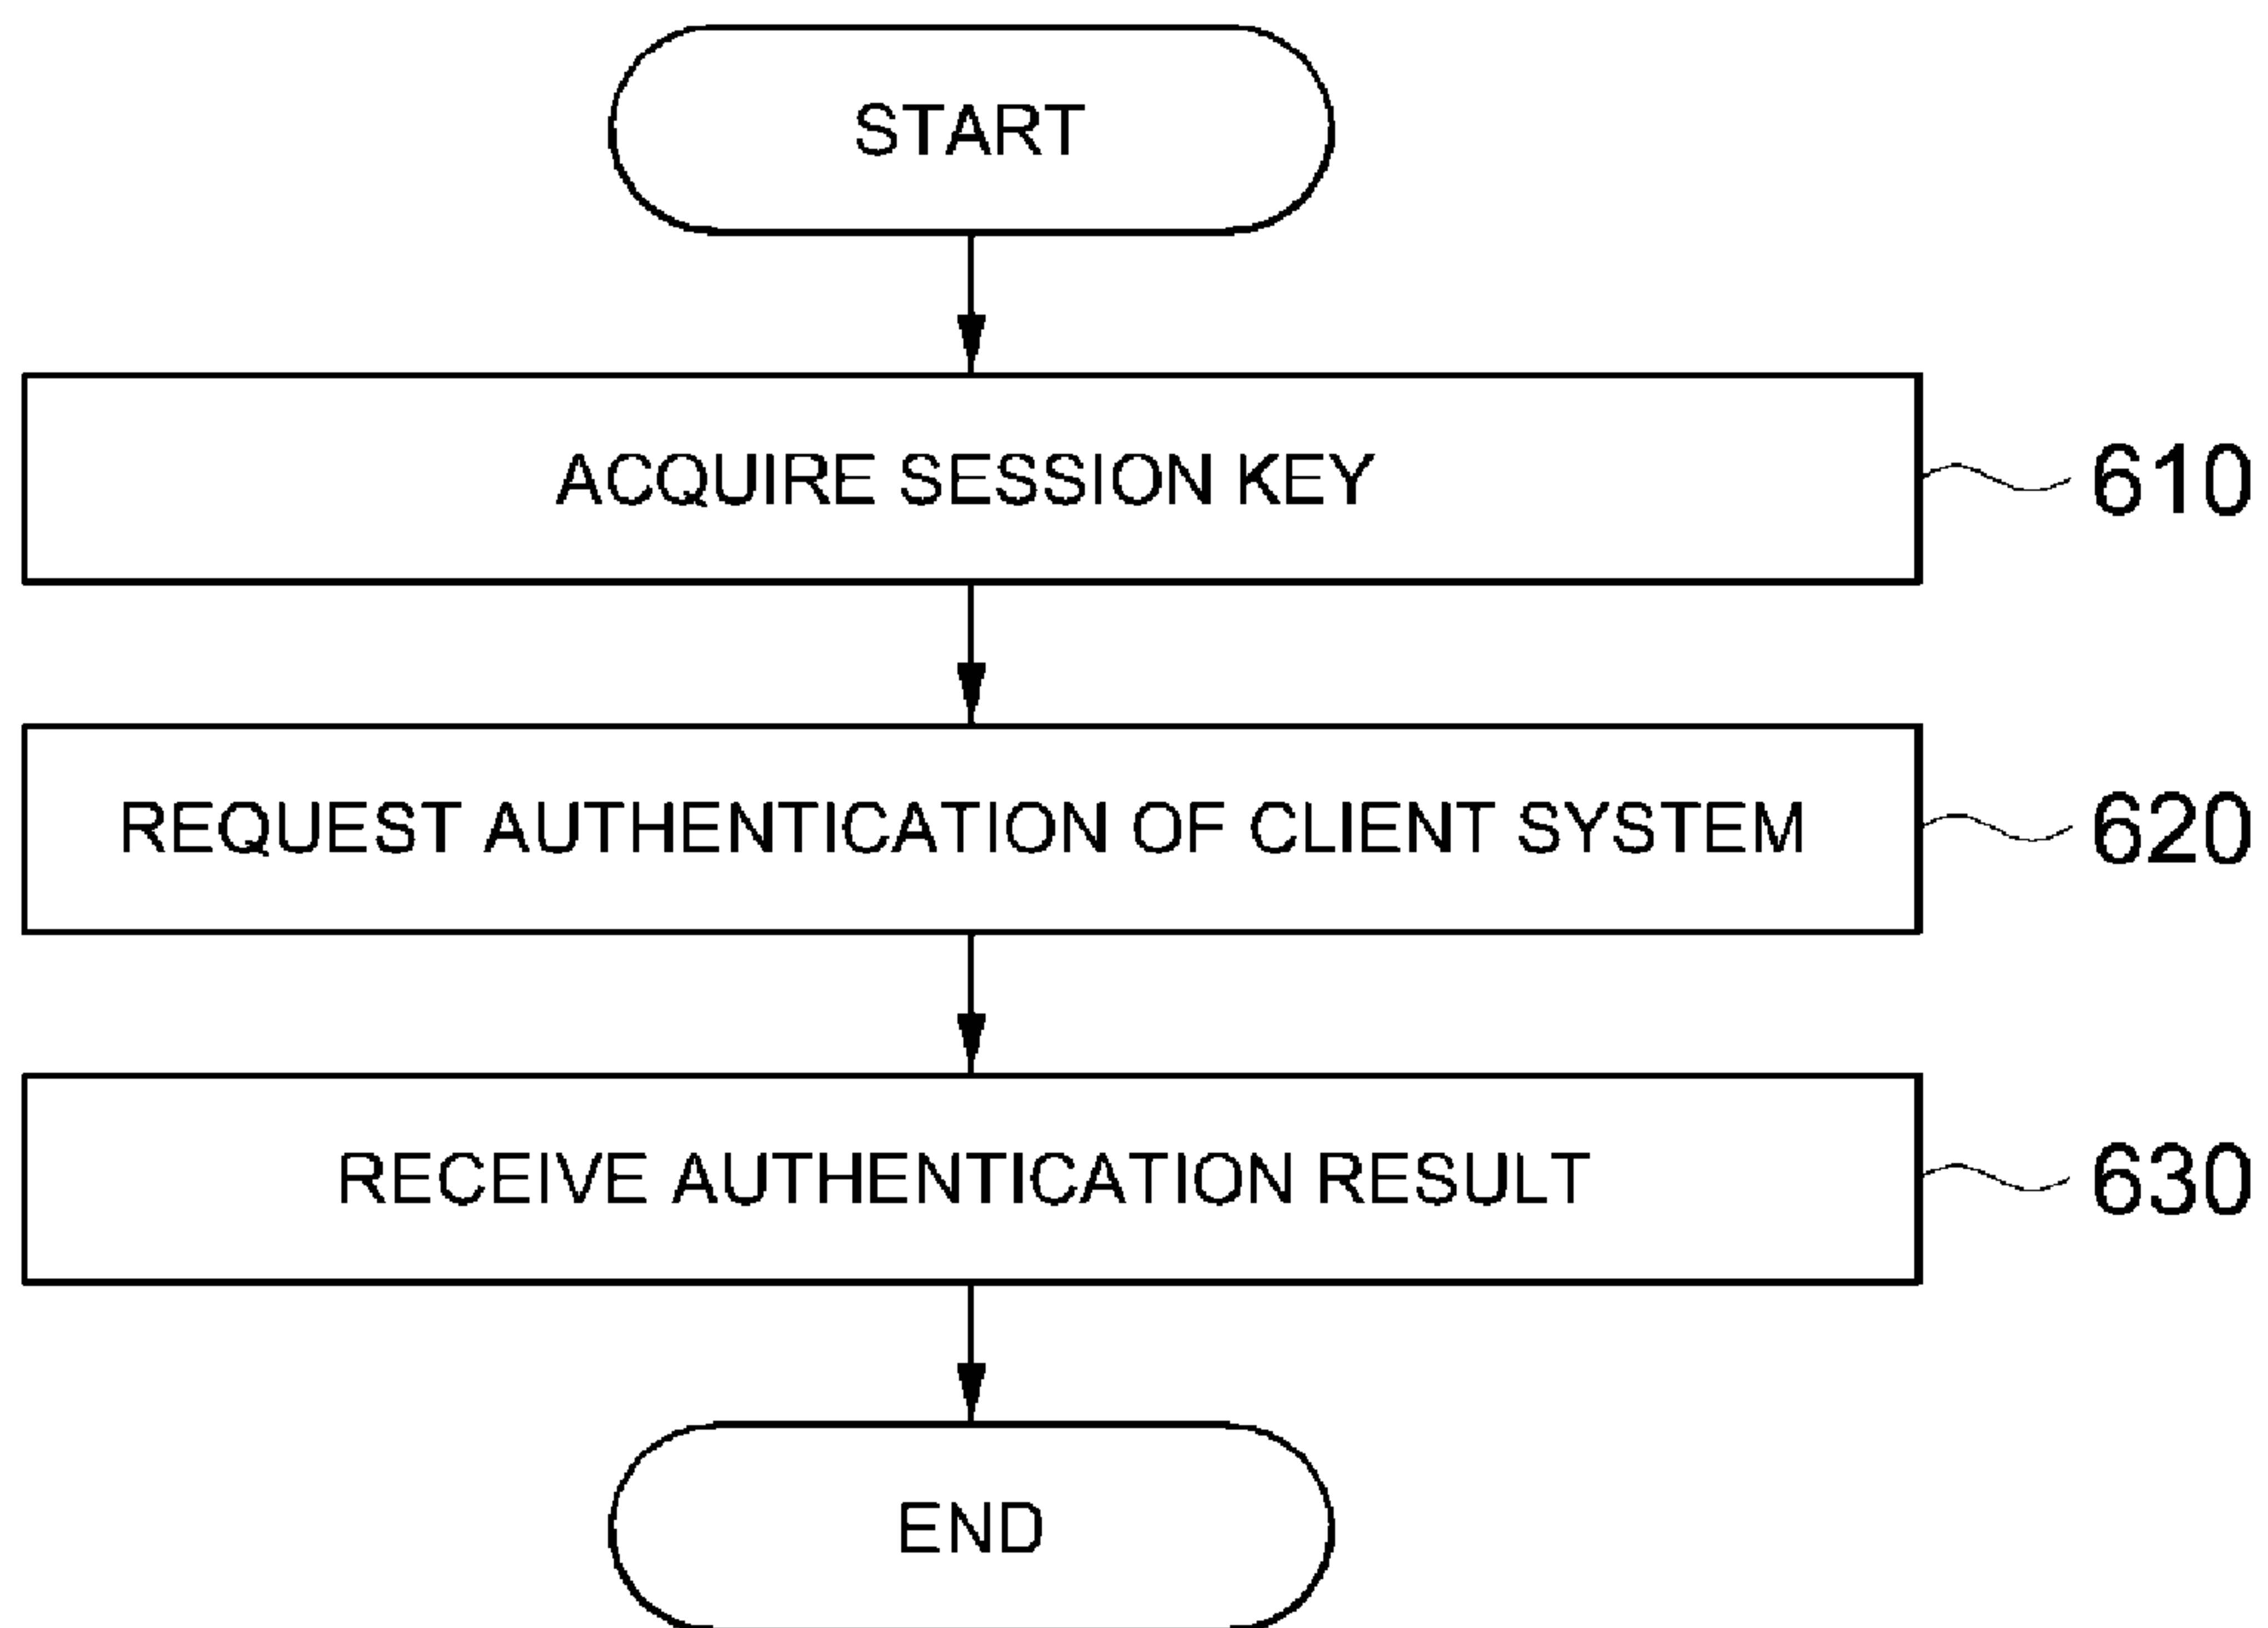 START
ACQUIRE SESSION KEY
610
REQUEST AUTHENTICATION OF CLIENT SYSTEM
620
RECEIVE AUTHENTICATION RESULT
630
END